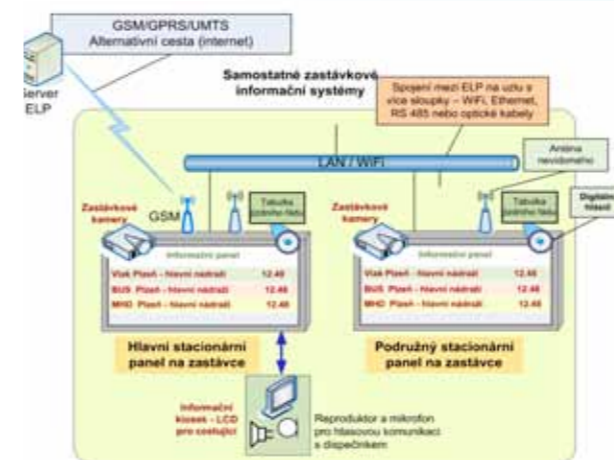 GSM/GPRS/UMTS
Alternativní cesta (internet)
Server
ELP
Samostatné zastávkové
informační systémy
Spojení mezi ELP na uzlu s
více sloupky – WiFi, Ethernet,
RS 485 nebo optické kabely
LAN / WiFi
Anténa
nevidomého
Zastávkové
kamery
GSM
Tabulka
jízdního řádu
Zastávkové
kamery
Tabulka
jízdního řádu
Digitální
hlásič
Informační panel
Vlak Plzeň - hlavní nádraží 12.48
BUS Plzeň - hlavní nádraží 12.48
MHD Plzeň - hlavní nádraží 12.48
Informační panel
Vlak Plzeň - hlavní nádraží 12.48
BUS Plzeň - hlavní nádraží 12.48
MHD Plzeň - hlavní nádraží 12.48
Hlavní stacionární
panel na zastávce
Podružný stacionární
panel na zastávce
Informační
kiosek - LCD
pro cestující
Reproduktor a mikrofon
pro hlasovou komunikaci
s dispečinkem